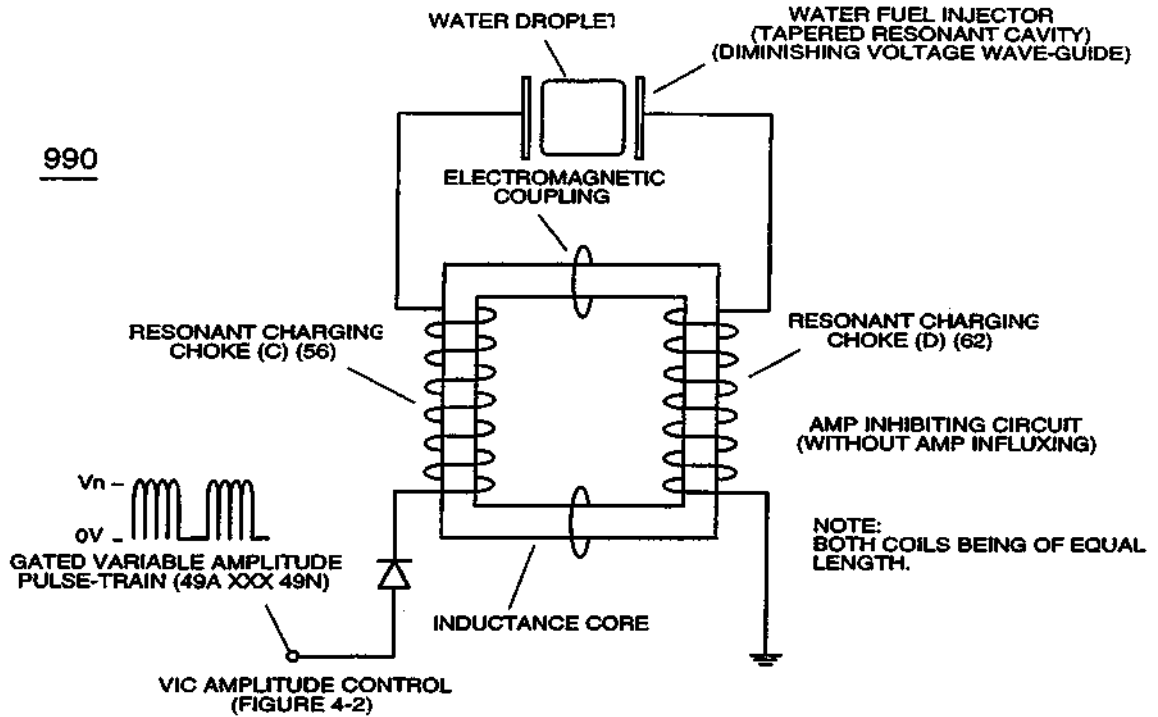 WATER DROPLET
WATER FUEL INJECTOR
(TAPERED RESONANT CAVITY)
(DIMINISHING VOLTAGE WAVE-GUIDE)
990
ELECTROMAGNETIC
COUPLING
RESONANT CHARGING
CHOKE (C) (56)
RESONANT CHARGING
CHOKE (D) (62)
AMP INHIBITING CIRCUIT
(WITHOUT AMP INFLUXING)
Vn
0V
GATED VARIABLE AMPLITUDE
PULSE-TRAIN (49A XXX 49N)
NOTE:
BOTH COILS BEING OF EQUAL
LENGTH.
INDUCTANCE CORE
VIC AMPLITUDE CONTROL
(FIGURE 4-2)